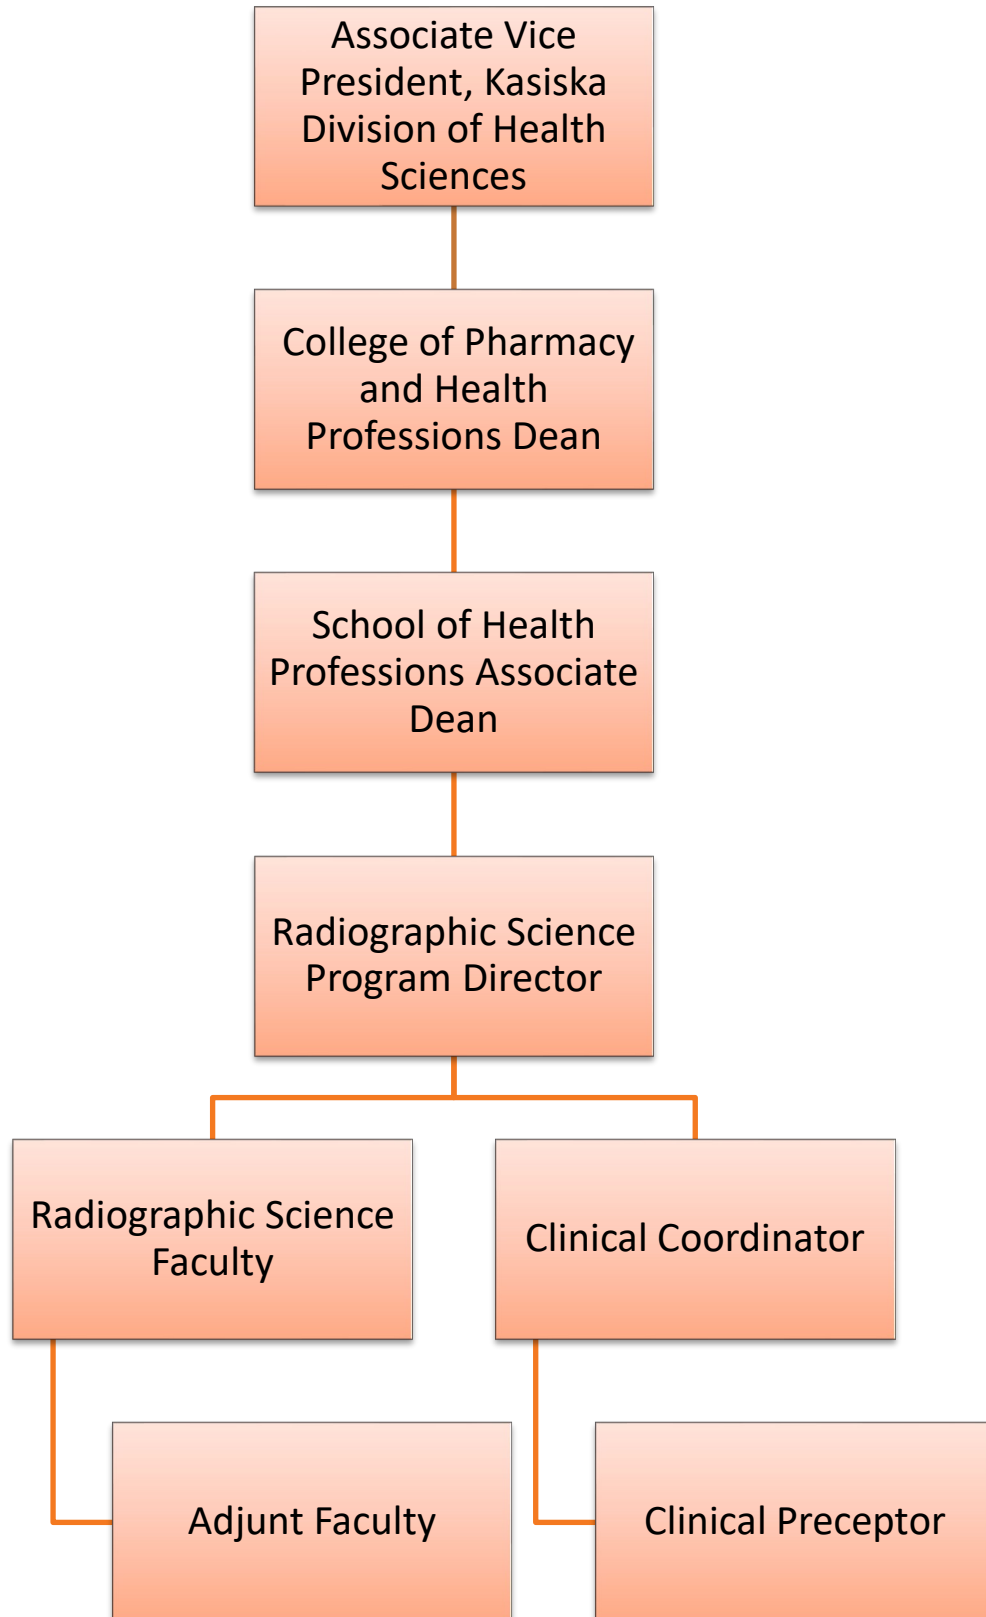 Associate Vice
President, Kasiska
Division of Health
Sciences
College of Pharmacy
and Health
Professions Dean
School of Health
Professions Associate
Dean
Radiographic Science
Program Director
Radiographic Science
Faculty
Clinical Coordinator
Adjunt Faculty
Clinical Preceptor